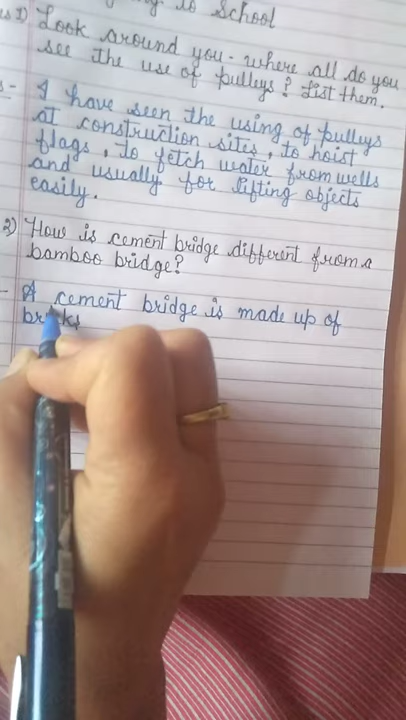 to School
1) Look around you. where all do you
see the use of pulleys? List them.
I have seen the using of pulleys
at construction sites, to hoist
flags, to fetch water from wells
and usually for lifting objects
easily.
2) How is cement bridge different from a
bamboo bridge?
A cement bridge is made up of
bricks